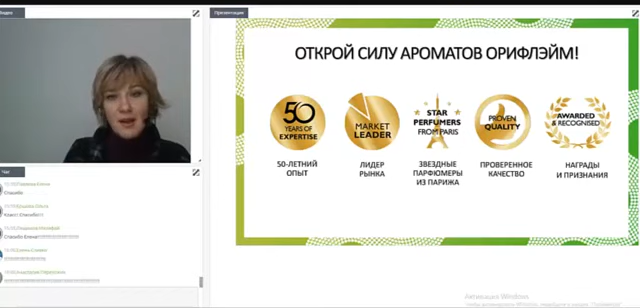 Видео
Презентация
ОТКРОЙ СИЛУ АРОМАТОВ ОРИФЛЭЙМ!
50
YEARS OF
EXPERTISE
MARKET
LEADER
STAR
PERFUMERS
FROM PARIS
PROVEN
QUALITY
AWARDED
& RECOGNISED
50-ЛЕТНИЙ
ОПЫТ
ЛИДЕР
РЫНКА
ЗВЕЗДНЫЕ
ПАРФЮМЕРЫ
ИЗ ПАРИЖА
ПРОВЕРЕННОЕ
КАЧЕСТВО
НАГРАДЫ
И ПРИЗНАНИЯ
Чат
Спасибо
Активация Windows